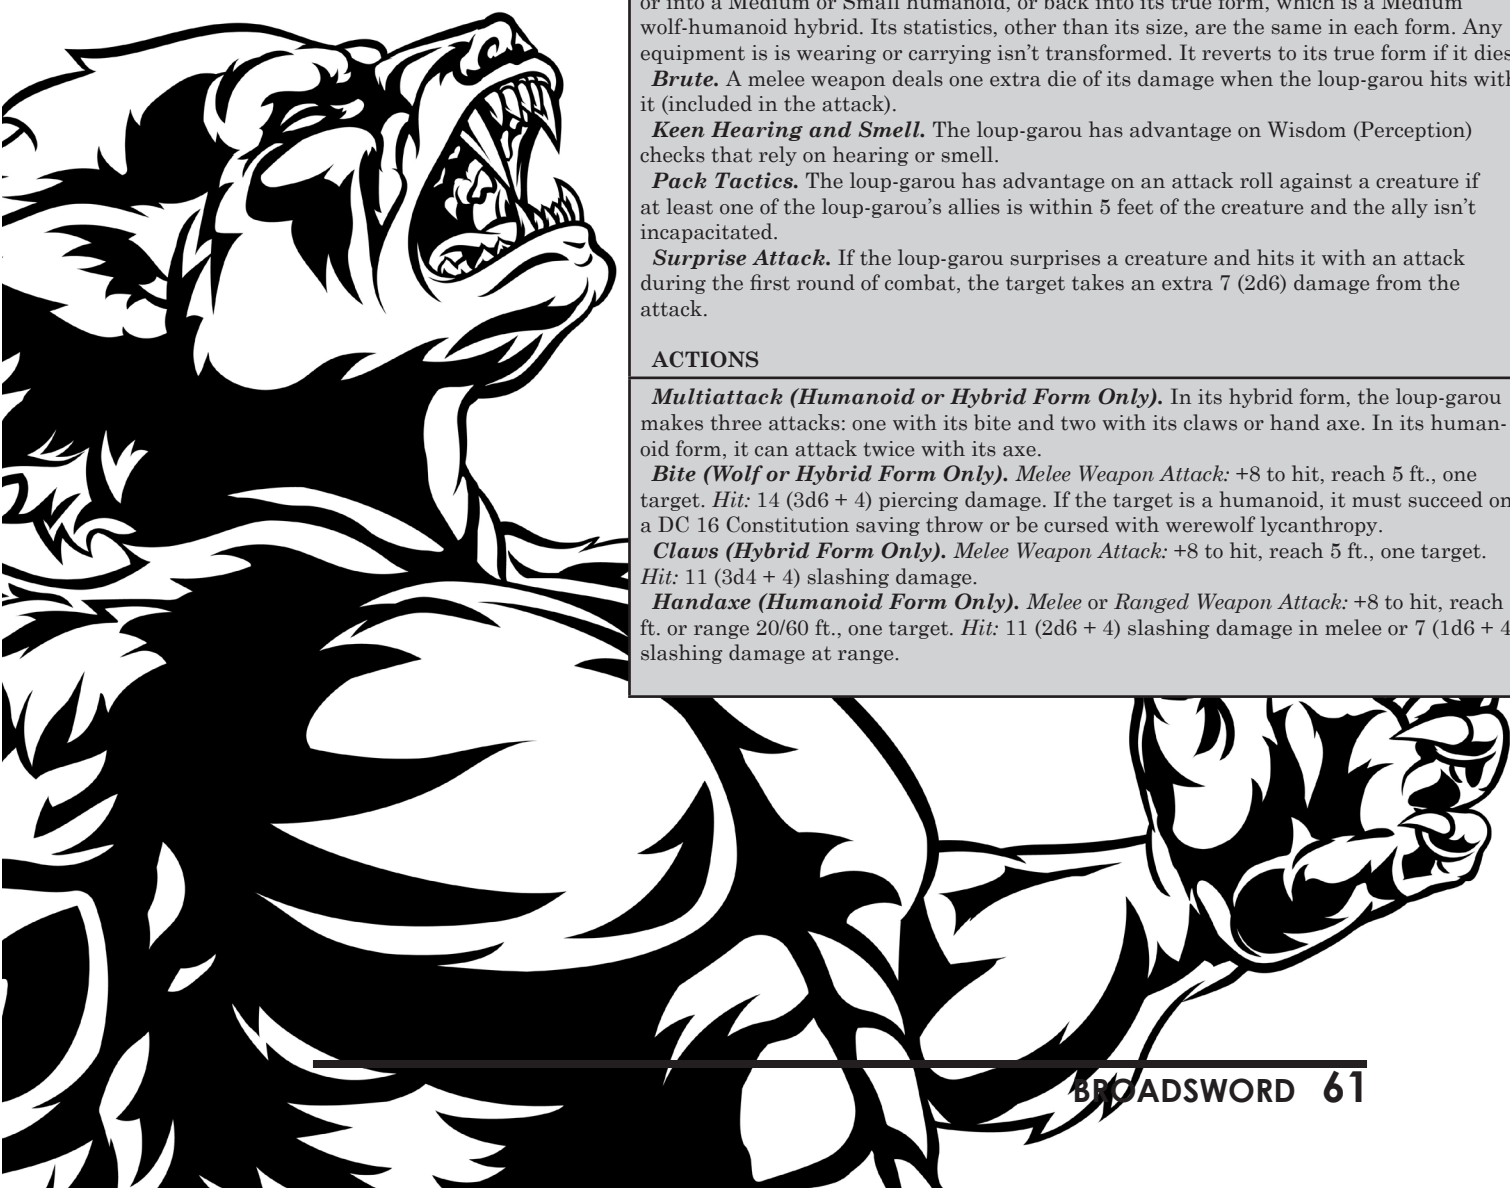 or into a Medium or Small humanoid, or back into its true form, which is a Medium
wolf-humanoid hybrid. Its statistics, other than its size, are the same in each form. Any
equipment is is wearing or carrying isn't transformed. It reverts to its true form if it dies
Brute. A melee weapon deals one extra die of its damage when the loup-garou hits with
it (included in the attack).
Keen Hearing and Smell. The loup-garou has advantage on Wisdom (Perception)
checks that rely on hearing or smell.
Pack Tactics. The loup-garou has advantage on an attack roll against a creature if
at least one of the loup-garou's allies is within 5 feet of the creature and the ally isn't
incapacitated.
Surprise Attack. If the loup-garou surprises a creature and hits it with an attack
during the first round of combat, the target takes an extra 7 (2d6) damage from the
attack.
ACTIONS
Multiattack (Humanoid or Hybrid Form Only). In its hybrid form, the loup-garou
makes three attacks: one with its bite and two with its claws or hand axe. In its human-
oid form, it can attack twice with its axe.
Bite (Wolf or Hybrid Form Only). Melee Weapon Attack: +8 to hit, reach 5 ft., one
target. Hit: 14 (3d6 + 4) piercing damage. If the target is a humanoid, it must succeed on
a DC 16 Constitution saving throw or be cursed with werewolf lycanthropy.
Claws (Hybrid Form Only). Melee Weapon Attack: +8 to hit, reach 5 ft., one target.
Hit: 11 (3d4 + 4) slashing damage.
Handaxe (Humanoid Form Only). Melee or Ranged Weapon Attack: +8 to hit, reach
ft. or range 20/60 ft., one target. Hit: 11 (2d6 + 4) slashing damage in melee or 7 (1d6 + 4
slashing damage at range.
BROADSWORD 61